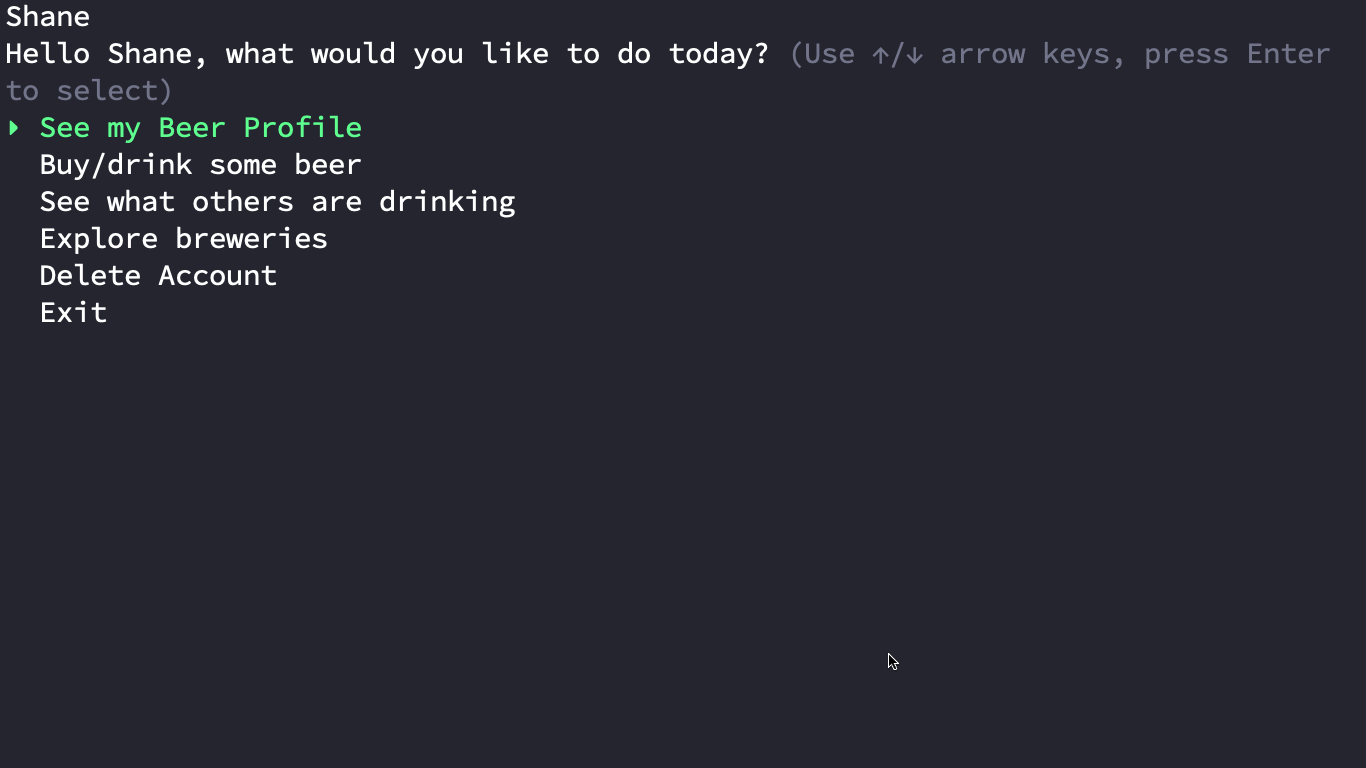 Shane
Hello Shane, what would you like to do today? (Use ↑/↓ arrow keys, press Enter
to select)
‣ See my Beer Profile
Buy/drink some beer
See what others are drinking
Explore breweries
Delete Account
Exit